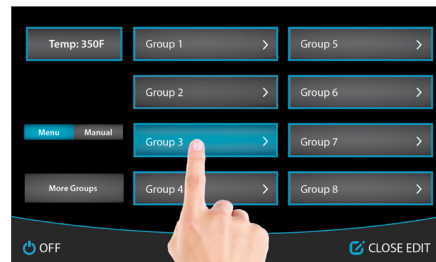 Temp: 350F
Group 1
Group 5
Group 2
Group 6
Menu
Manual
Group 3
Group 7
More Groups
Group 4
Group 8
OFF
CLOSE EDIT